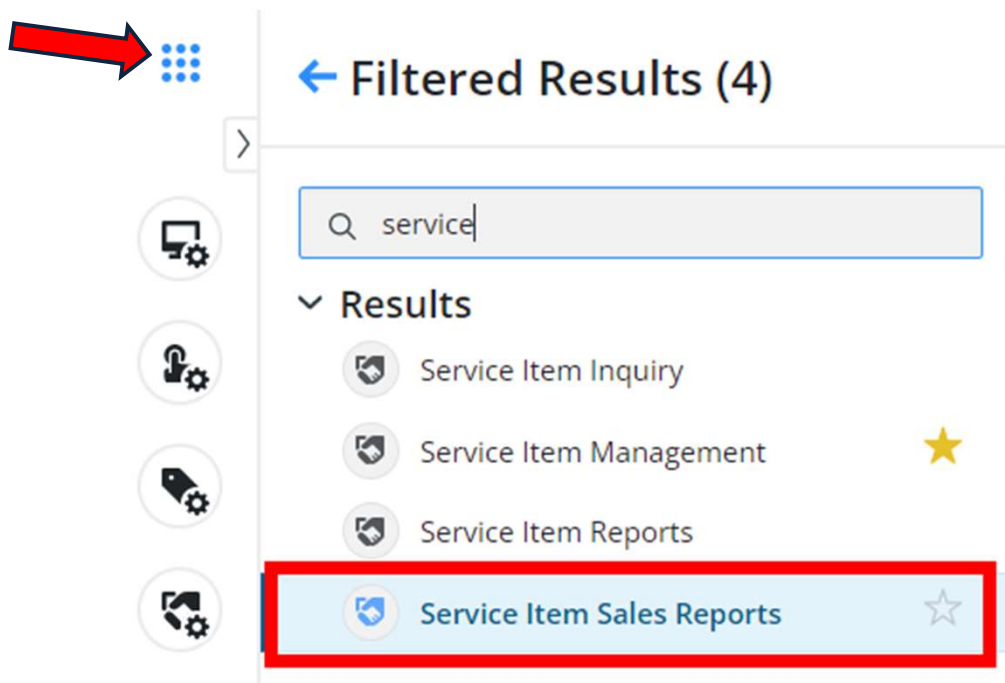 Filtered Results (4)
service
Results
Service Item Inquiry
Service Item Management
Service Item Reports
Service Item Sales Reports